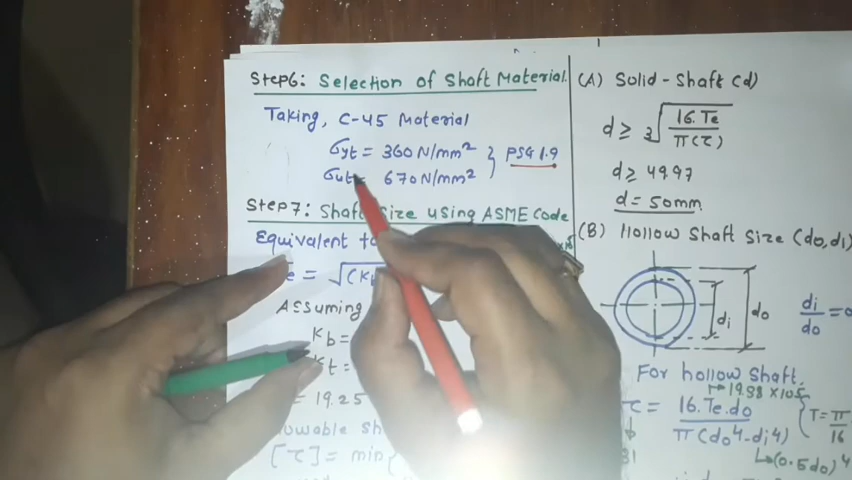 Step6: Selection of Shaft Material.
Taking, C-45 Material
σyt = 360 N/mm² } PSG 1.9
σut = 670 N/mm²
Step7: Shaft Size using ASME Code
Equivalent
= √(K
Assuming
Kb =
Kt =
= 19.25
[τ] = min {
(A) Solid-Shaft (d)
d ≥ ∛(16.Te / π(τ))
d ≥ 49.97
d = 50mm
(B) Hollow Shaft Size (do, di)
di
do
di/do = 0
For hollow shaft.
↱19.98 × 10⁵
τ = 16.Te.do / π(do⁴-di⁴) { T = π/16
↳(0.5do)⁴